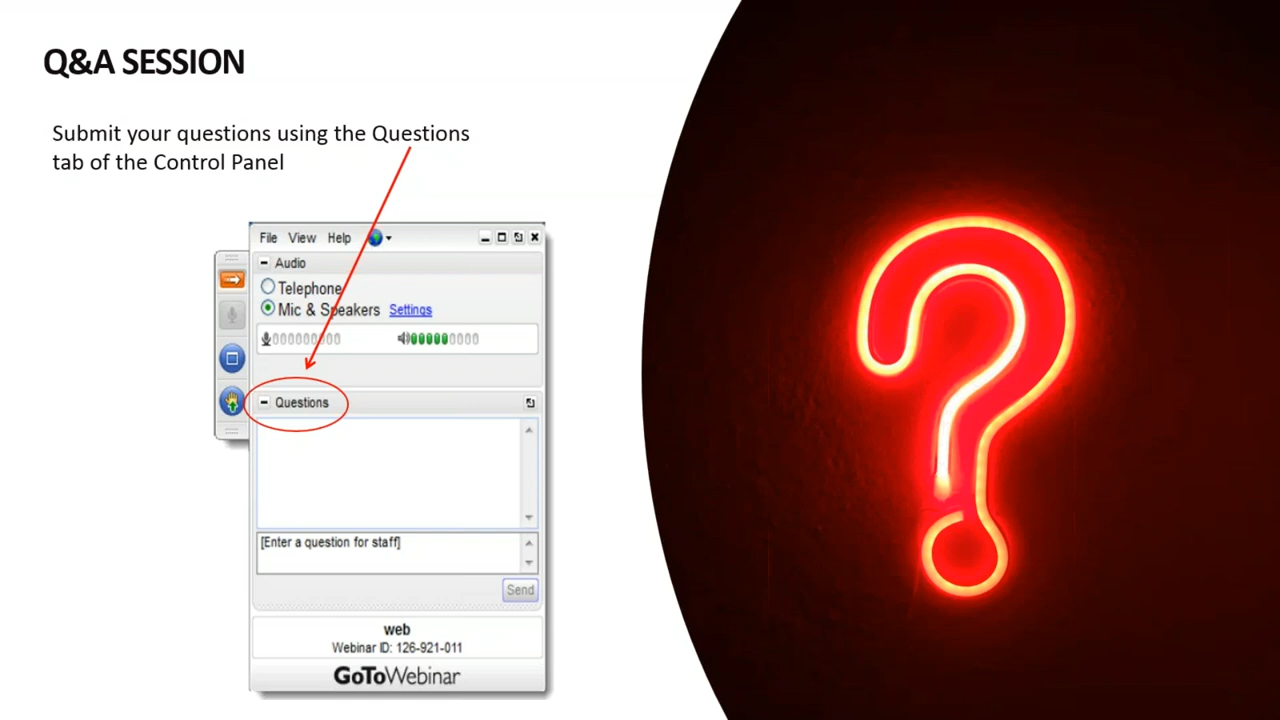 Q&A SESSION
Submit your questions using the Questions
tab of the Control Panel
File View Help
Audio
Telephone
Mic & Speakers Settings
Questions
[Enter a question for staff]
Send
web
Webinar ID: 126-921-011
GoToWebinar